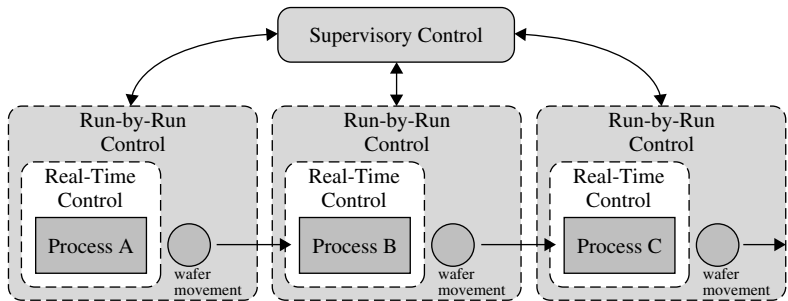 Supervisory Control
Run-by-Run
Control
Real-Time
Control
Process A
wafer
movement
Run-by-Run
Control
Real-Time
Control
Process B
wafer
movement
Run-by-Run
Control
Real-Time
Control
Process C
wafer
movement